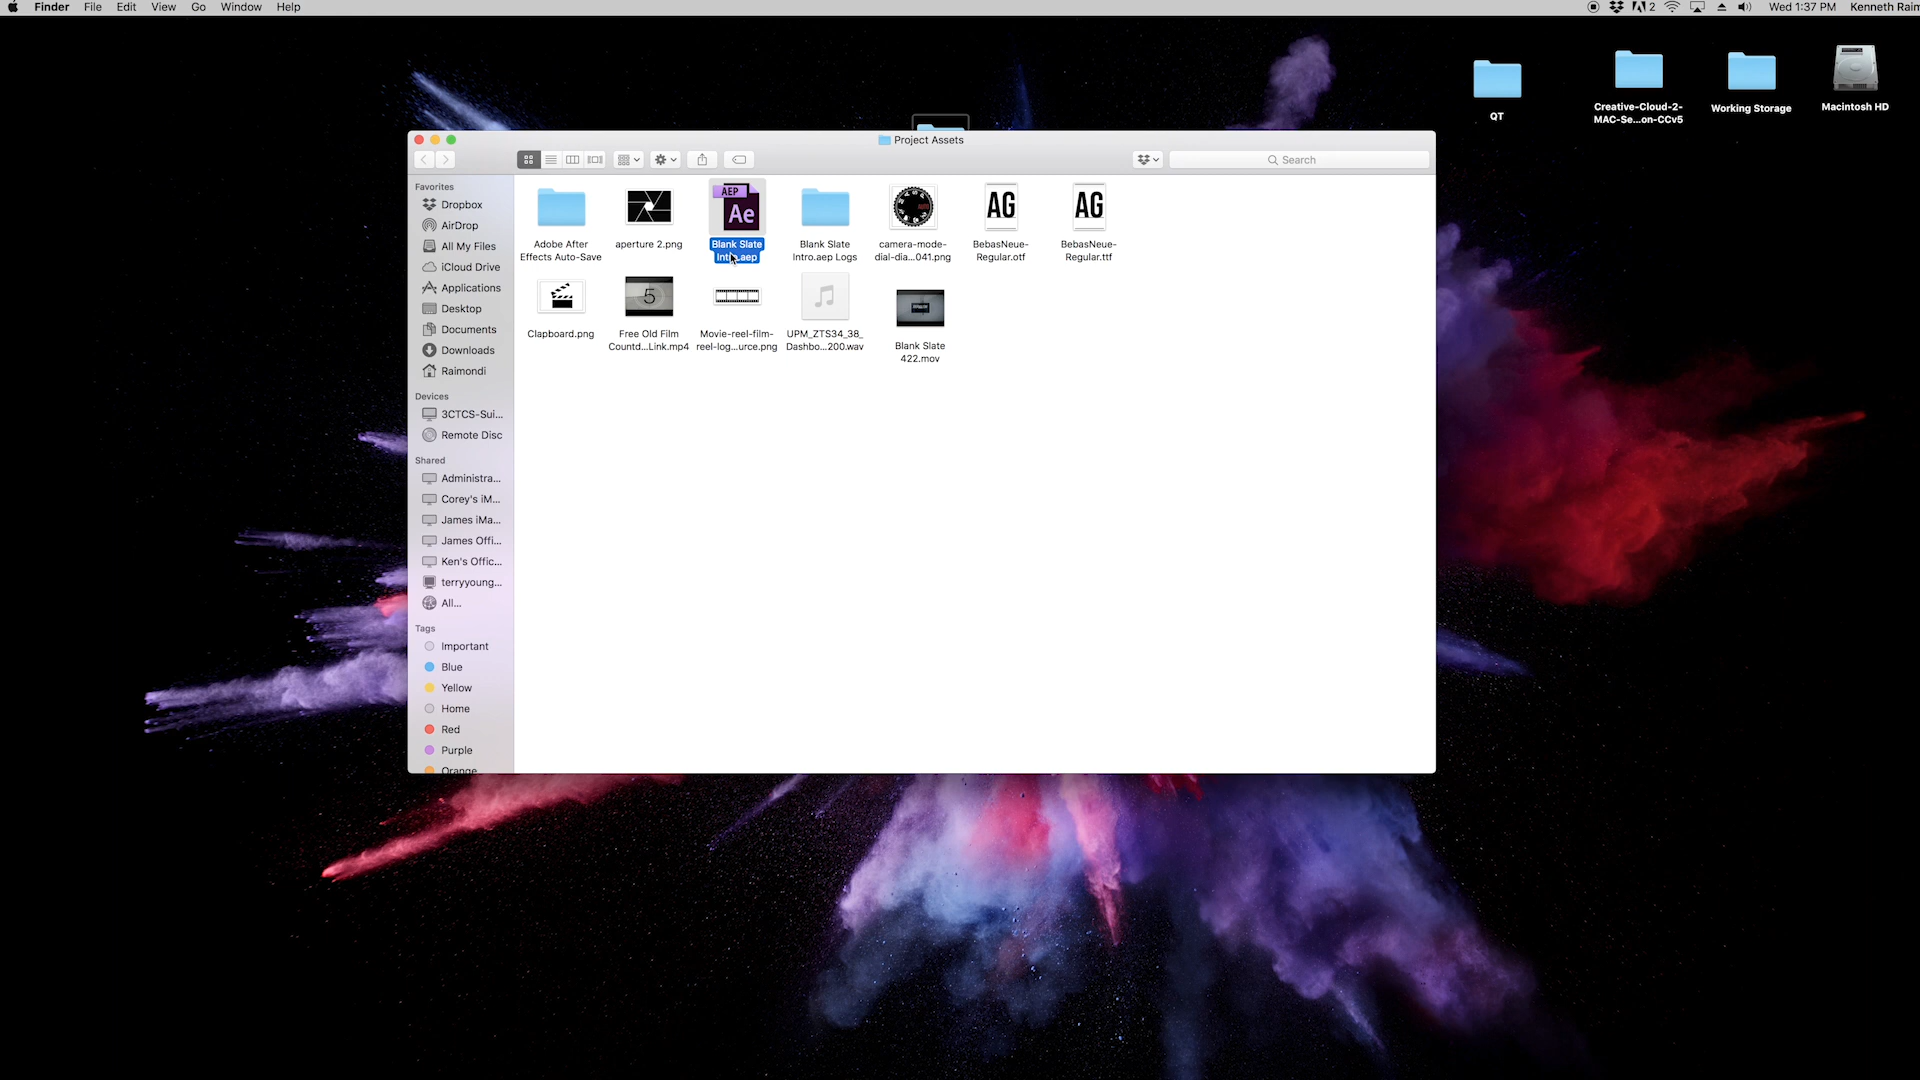 Finder File Edit View Go Window Help
2 Wed 1:37 PM Kenneth Raim
QT
Creative-Cloud-2-
MAC-Se...on-CCv5
Working Storage
Macintosh HD
Project Assets
Search
Favorites
Dropbox
AirDrop
All My Files
iCloud Drive
Applications
Desktop
Documents
Downloads
Raimondi
Devices
3CTCS-Sui...
Remote Disc
Shared
Administra...
Corey's iM...
James iMa...
James Offi...
Ken's Offic...
terryyoung...
All...
Tags
Important
Blue
Yellow
Home
Red
Purple
Orange
Adobe After
Effects Auto-Save
aperture 2.png
AEP
Ae
Blank Slate
Intro.aep
Blank Slate
Intro.aep Logs
camera-mode-
dial-dia...041.png
AG
BebasNeue-
Regular.otf
AG
BebasNeue-
Regular.ttf
Clapboard.png
5
Free Old Film
Countd...Link.mp4
Movie-reel-film-
reel-log...urce.png
UPM_ZTS34_38_
Dashbo...200.wav
Blank Slate
422.mov